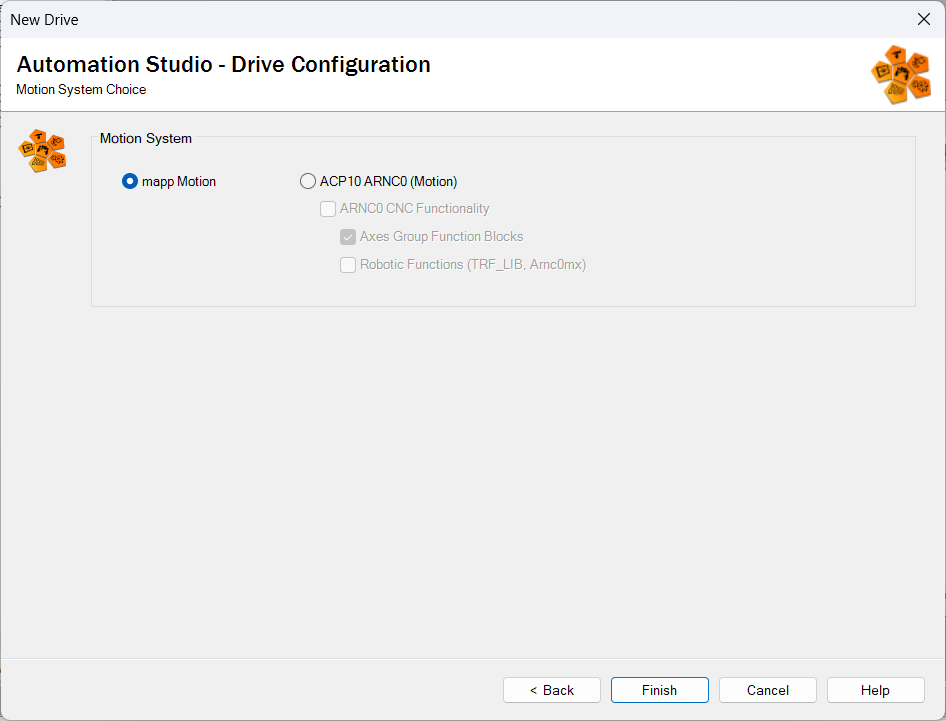 New Drive
Automation Studio - Drive Configuration
Motion System Choice
Motion System
mapp Motion
ACP10 ARNC0 (Motion)
ARNC0 CNC Functionality
Axes Group Function Blocks
Robotic Functions (TRF_LIB, Arnc0mx)
< Back
Finish
Cancel
Help